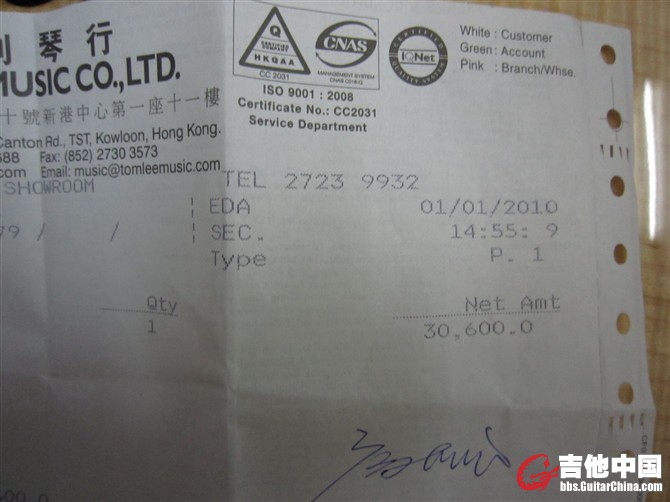 利琴行
MUSIC CO., LTD.
十號新港中心第一座十一樓
Canton Rd., TST, Kowloon, Hong Kong.
Fax: (852) 2730 3573
Email: music@tomleemusic.com
SHOWROOM
Q
HKQAA
CC 2031
CNAS
MANAGEMENT SYSTEM
IQNet
ISO 9001 : 2008
Certificate No.: CC2031
Service Department
White : Customer
Green : Account
Pink : Branch/Whse.
TEL 2723 9932
EDA 01/01/2010
79 / / SEC. 14:55: 9
Type P. 1
Qty Net Amt
1 30,600.0
吉他中国
bbs.GuitarChina.com